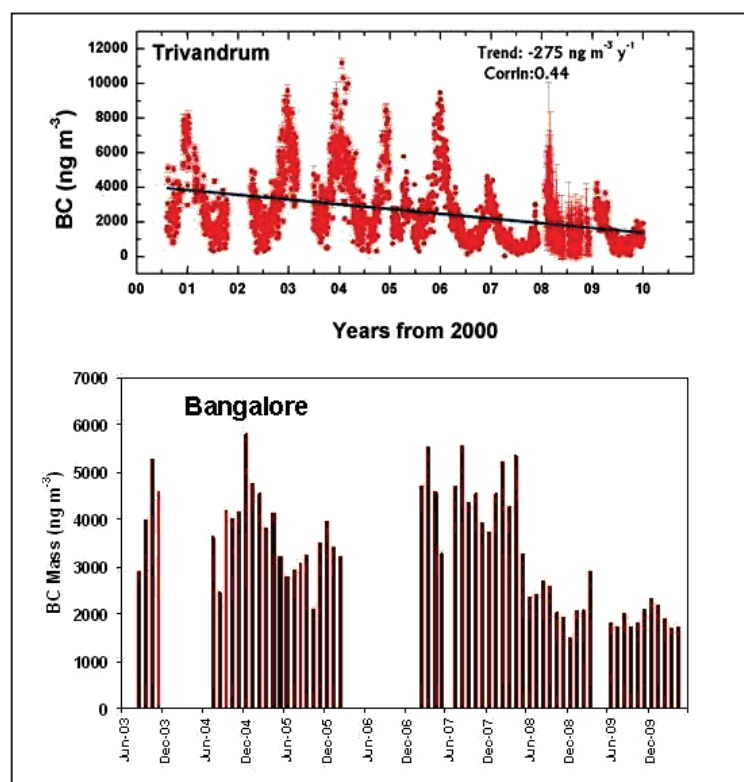 Trivandrum
Trend: -275 ng m⁻³ y⁻¹
Corrln:0.44
BC (ng m⁻³)
12000
10000
8000
6000
4000
2000
0
00 01 02 03 04 05 06 07 08 09 10
Years from 2000
Bangalore
BC Mass (ng m⁻³)
7000
6000
5000
4000
3000
2000
1000
0
Jun-03 Dec-03 Jun-04 Dec-04 Jun-05 Dec-05 Jun-06 Dec-06 Jun-07 Dec-07 Jun-08 Dec-08 Jun-09 Dec-09